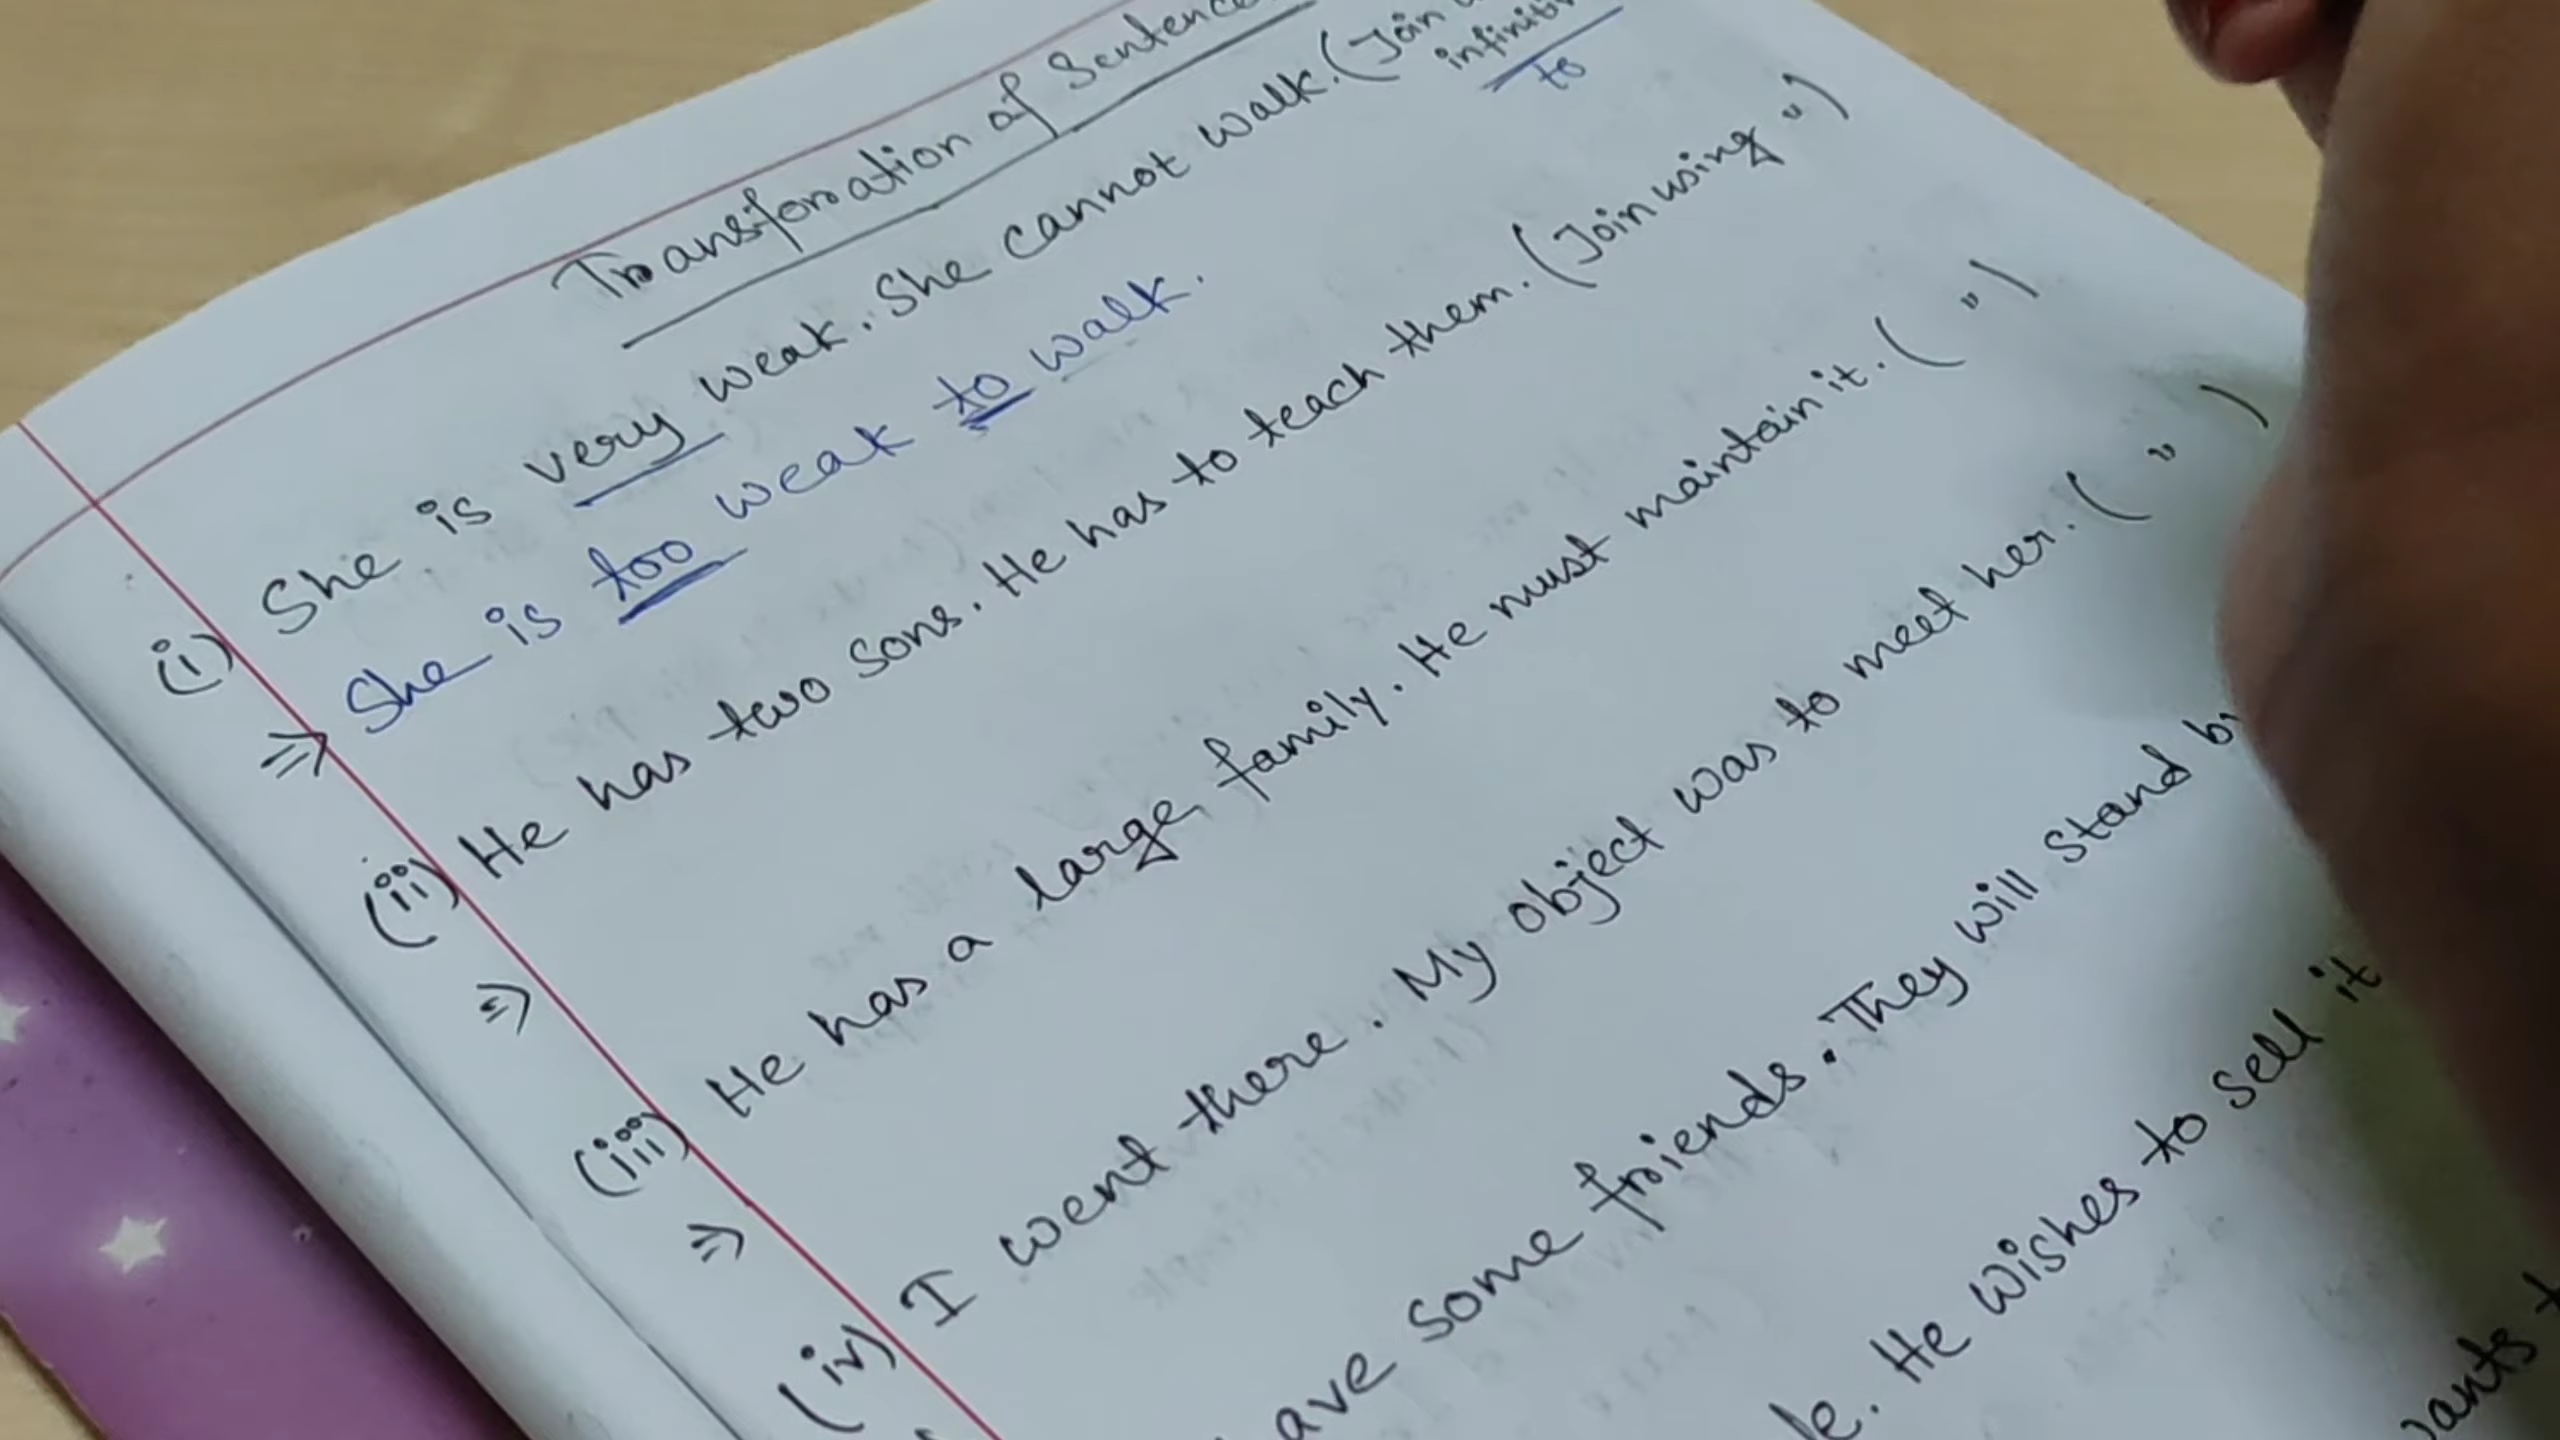 Transforation of Sentence
(i) She is very weak. She cannot walk. (Join
infiniti
to
⇒ She is too weak to walk.
(ii) He has two sons. He has to teach them. (Join using ")
⇒
(iii) He has a large family. He must maintain it. ( " )
⇒
(iv) I went there. My object was to meet her. ( " )
ave some friends. They will stand b
le. He wishes to sell it
ants t